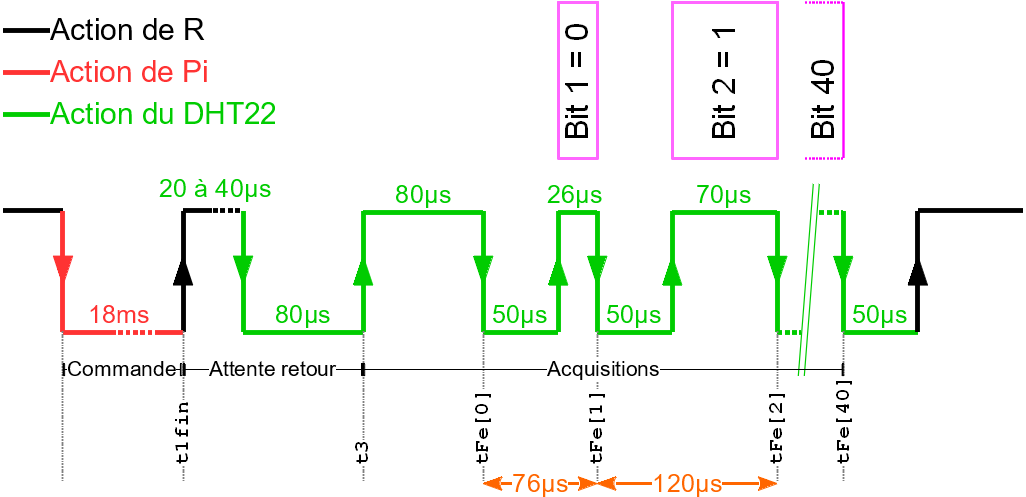 Action de R
Action de Pi
Action du DHT22
Bit 1 = 0
Bit 2 = 1
Bit 40
20 à 40µs
80µs
26µs
70µs
18ms
80µs
50µs
50µs
50µs
Commande
Attente retour
Acquisitions
t1fin
t3
tFe[0]
tFe[1]
tFe[2]
tFe[40]
76µs
120µs